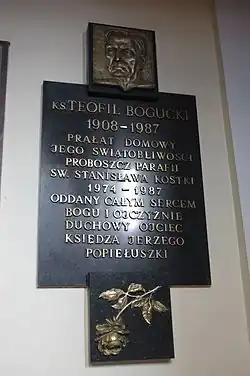 KS. TEOFIL BOGUCKI
1908-1987
PRAŁAT DOMOWY
JEGO ŚWIĄTOBLIWOŚCI
PROBOSZCZ PARAFII
ŚW. STANISŁAWA KOSTKI
1974-1987
ODDANY CAŁYM SERCEM
BOGU I OJCZYŹNIE
DUCHOWY OJCIEC
KSIĘDZA JERZEGO
POPIEŁUSZKI